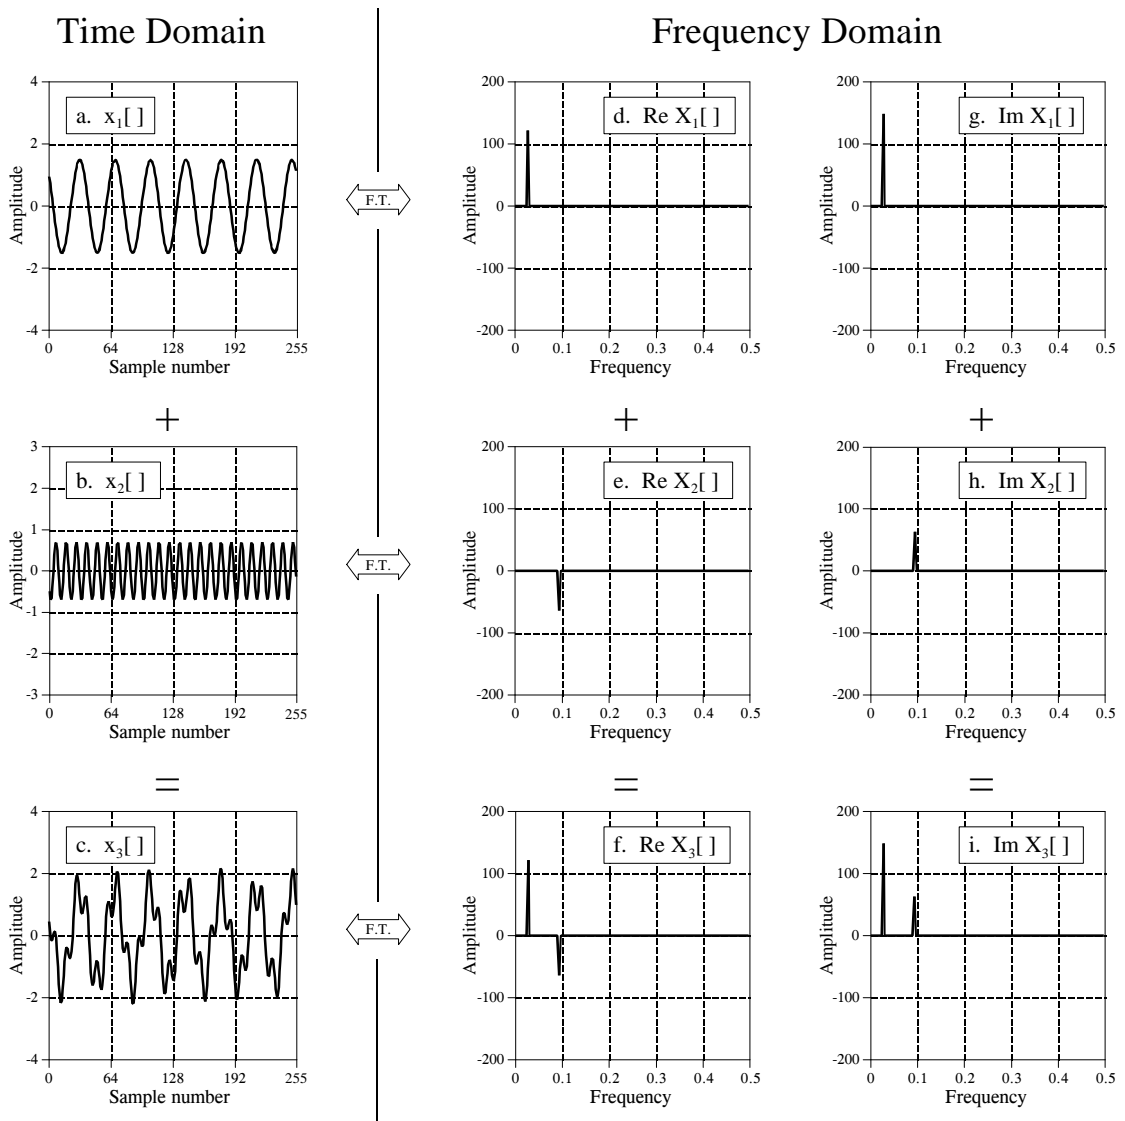 Time Domain
Frequency Domain
4
2
0
-2
-4
Amplitude
a. x₁[ ]
0 64 128 192 255
Sample number
F.T.
200
100
0
-100
-200
Amplitude
d. Re X₁[ ]
0 0.1 0.2 0.3 0.4 0.5
Frequency
200
100
0
-100
-200
Amplitude
g. Im X₁[ ]
0 0.1 0.2 0.3 0.4 0.5
Frequency
+ + +
3
2
1
0
-1
-2
-3
Amplitude
b. x₂[ ]
0 64 128 192 255
Sample number
F.T.
200
100
0
-100
-200
Amplitude
e. Re X₂[ ]
0 0.1 0.2 0.3 0.4 0.5
Frequency
200
100
0
-100
-200
Amplitude
h. Im X₂[ ]
0 0.1 0.2 0.3 0.4 0.5
Frequency
= = =
4
2
0
-2
-4
Amplitude
c. x₃[ ]
0 64 128 192 255
Sample number
F.T.
200
100
0
-100
-200
Amplitude
f. Re X₃[ ]
0 0.1 0.2 0.3 0.4 0.5
Frequency
200
100
0
-100
-200
Amplitude
i. Im X₃[ ]
0 0.1 0.2 0.3 0.4 0.5
Frequency